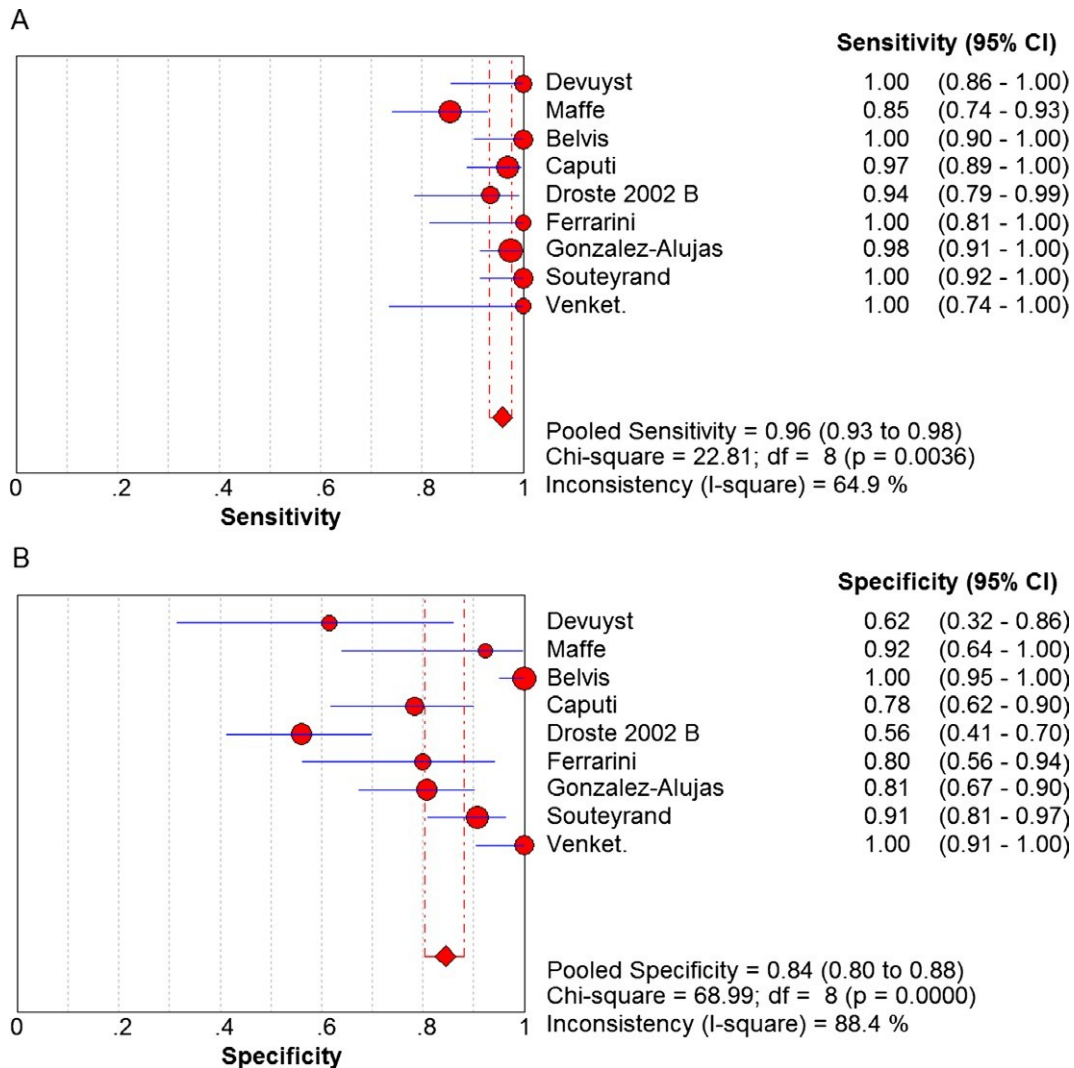 A
Sensitivity (95% CI)
Devuyst 1.00 (0.86 - 1.00)
Maffe 0.85 (0.74 - 0.93)
Belvis 1.00 (0.90 - 1.00)
Caputi 0.97 (0.89 - 1.00)
Droste 2002 B 0.94 (0.79 - 0.99)
Ferrarini 1.00 (0.81 - 1.00)
Gonzalez-Alujas 0.98 (0.91 - 1.00)
Souteyrand 1.00 (0.92 - 1.00)
Venket. 1.00 (0.74 - 1.00)
Pooled Sensitivity = 0.96 (0.93 to 0.98)
Chi-square = 22.81; df = 8 (p = 0.0036)
Inconsistency (I-square) = 64.9 %
0 .2 .4 .6 .8 1
Sensitivity
B
Specificity (95% CI)
Devuyst 0.62 (0.32 - 0.86)
Maffe 0.92 (0.64 - 1.00)
Belvis 1.00 (0.95 - 1.00)
Caputi 0.78 (0.62 - 0.90)
Droste 2002 B 0.56 (0.41 - 0.70)
Ferrarini 0.80 (0.56 - 0.94)
Gonzalez-Alujas 0.81 (0.67 - 0.90)
Souteyrand 0.91 (0.81 - 0.97)
Venket. 1.00 (0.91 - 1.00)
Pooled Specificity = 0.84 (0.80 to 0.88)
Chi-square = 68.99; df = 8 (p = 0.0000)
Inconsistency (I-square) = 88.4 %
0 .2 .4 .6 .8 1
Specificity